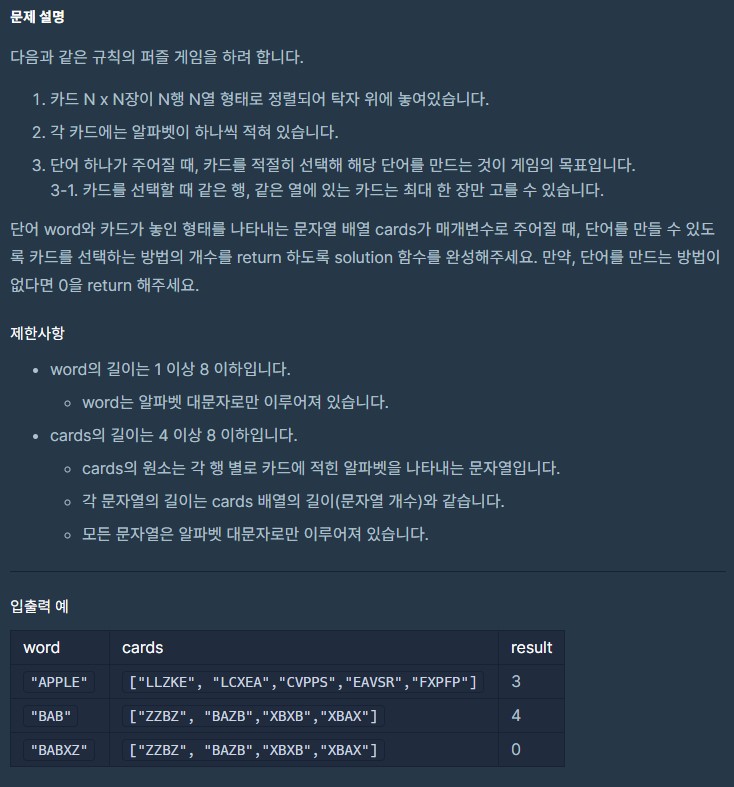 문제 설명
다음과 같은 규칙의 퍼즐 게임을 하려 합니다.
1. 카드 N x N장이 N행 N열 형태로 정렬되어 탁자 위에 놓여있습니다.
2. 각 카드에는 알파벳이 하나씩 적혀 있습니다.
3. 단어 하나가 주어질 때, 카드를 적절히 선택해 해당 단어를 만드는 것이 게임의 목표입니다.
3-1. 카드를 선택할 때 같은 행, 같은 열에 있는 카드는 최대 한 장만 고를 수 있습니다.
단어 word와 카드가 놓인 형태를 나타내는 문자열 배열 cards가 매개변수로 주어질 때, 단어를 만들 수 있도
록 카드를 선택하는 방법의 개수를 return 하도록 solution 함수를 완성해주세요. 만약, 단어를 만드는 방법이
없다면 0을 return 해주세요.
제한사항
• word의 길이는 1 이상 8 이하입니다.
◦ word는 알파벳 대문자로만 이루어져 있습니다.
• cards의 길이는 4 이상 8 이하입니다.
◦ cards의 원소는 각 행 별로 카드에 적힌 알파벳을 나타내는 문자열입니다.
◦ 각 문자열의 길이는 cards 배열의 길이(문자열 개수)와 같습니다.
◦ 모든 문자열은 알파벳 대문자로만 이루어져 있습니다.
입출력 예
word cards result
"APPLE" ["LLZKE", "LCXEA","CVPPS","EAVSR","FXPFP"] 3
"BAB" ["ZZBZ", "BAZB","XBXB","XBAX"] 4
"BABXZ" ["ZZBZ", "BAZB","XBXB","XBAX"] 0